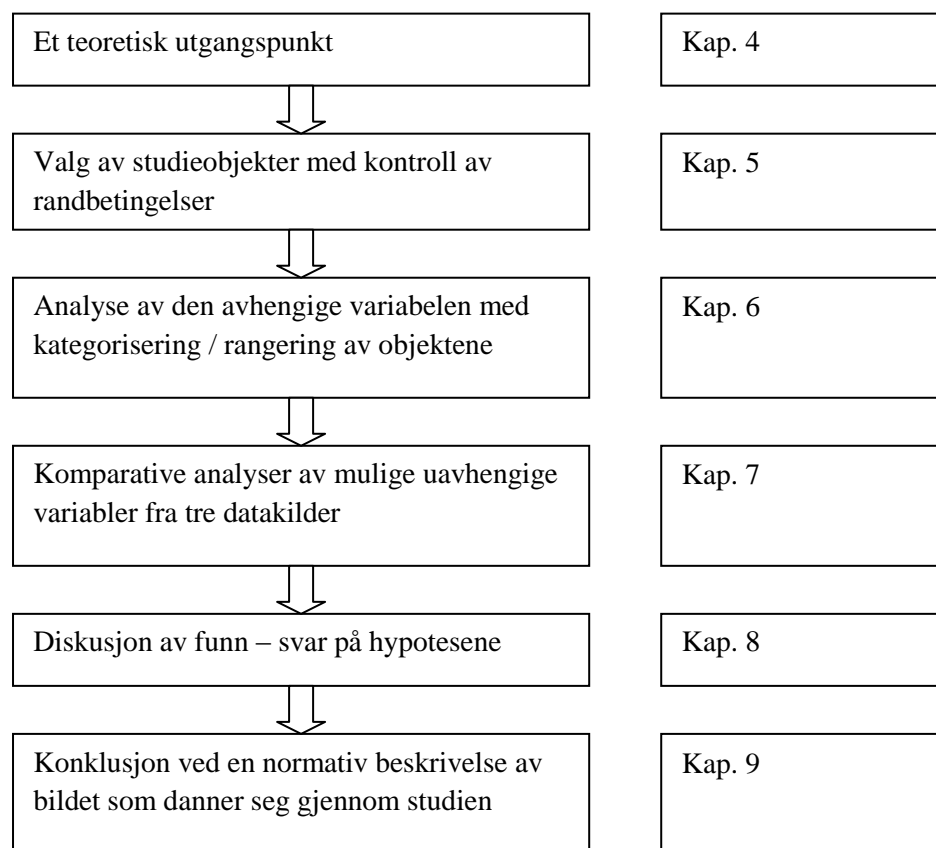 Et teoretisk utgangspunkt
Kap. 4
Valg av studieobjekter med kontroll av
randbetingelser
Kap. 5
Analyse av den avhengige variabelen med
kategorisering / rangering av objektene
Kap. 6
Komparative analyser av mulige uavhengige
variabler fra tre datakilder
Kap. 7
Diskusjon av funn – svar på hypotesene
Kap. 8
Konklusjon ved en normativ beskrivelse av
bildet som danner seg gjennom studien
Kap. 9